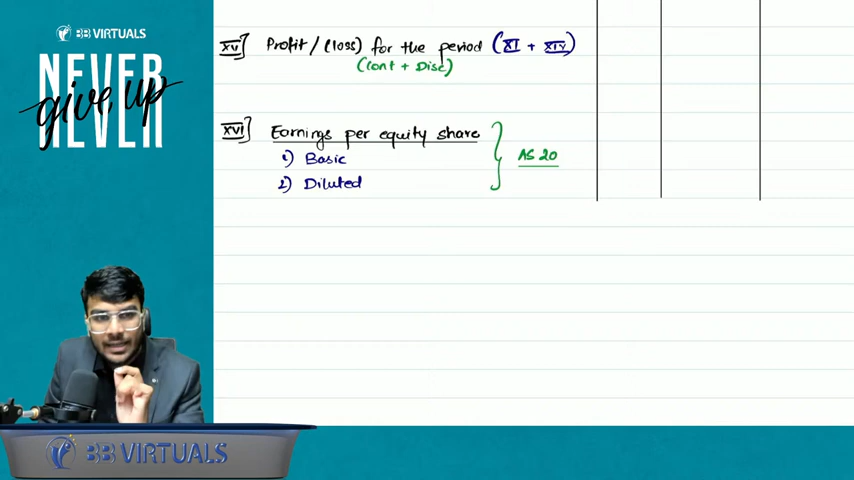 BB VIRTUALS
NEVER
give up
NEVER
XV] Profit / (loss) for the period (XI + XIV)
(Cont + Disc)
XVI] Earnings per equity share
1) Basic
2) Diluted
AS 20
BB VIRTUALS